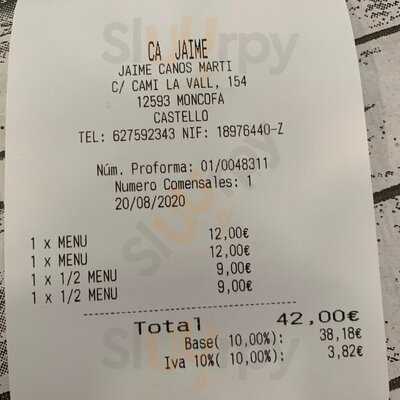 CA JAIME
JAIME CANOS MARTI
C/ CAMI LA VALL, 154
12593 MONCOFA
CASTELLO
TEL: 627592343 NIF: 18976440-Z
Núm. Proforma: 01/0048311
Numero Comensales: 1
20/08/2020
1 x MENU 12,00€
1 x MENU 12,00€
1 x 1/2 MENU 9,00€
1 x 1/2 MENU 9,00€
Total 42,00€
Base( 10,00%): 38,18€
Iva 10%( 10,00%): 3,82€
Sluurpy
Sluurpy
Sluurpy